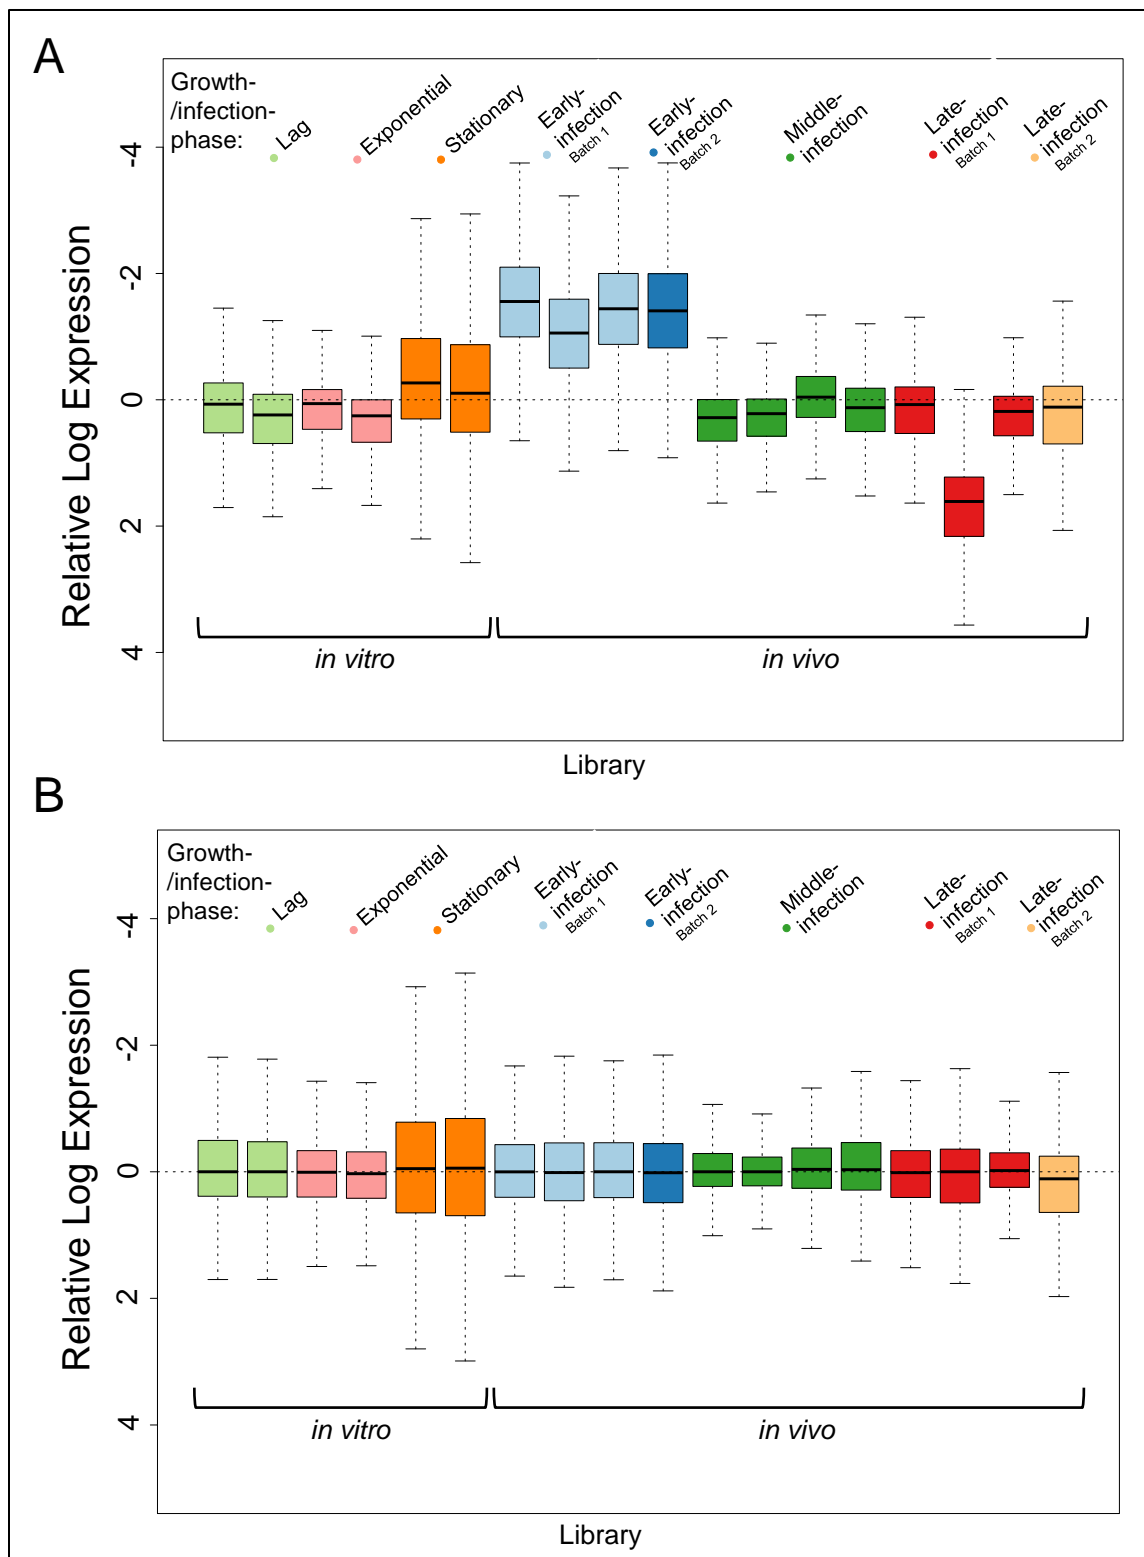 A
Growth-
/infection-
phase:
Lag
Exponential
Stationary
Early-
infection
Batch 1
Early-
infection
Batch 2
Middle-
infection
Late-
infection
Batch 1
Late-
infection
Batch 2
Relative Log Expression
-4
-2
0
2
4
in vitro
in vivo
Library
B
Growth-
/infection-
phase:
Lag
Exponential
Stationary
Early-
infection
Batch 1
Early-
infection
Batch 2
Middle-
infection
Late-
infection
Batch 1
Late-
infection
Batch 2
Relative Log Expression
-4
-2
0
2
4
in vitro
in vivo
Library